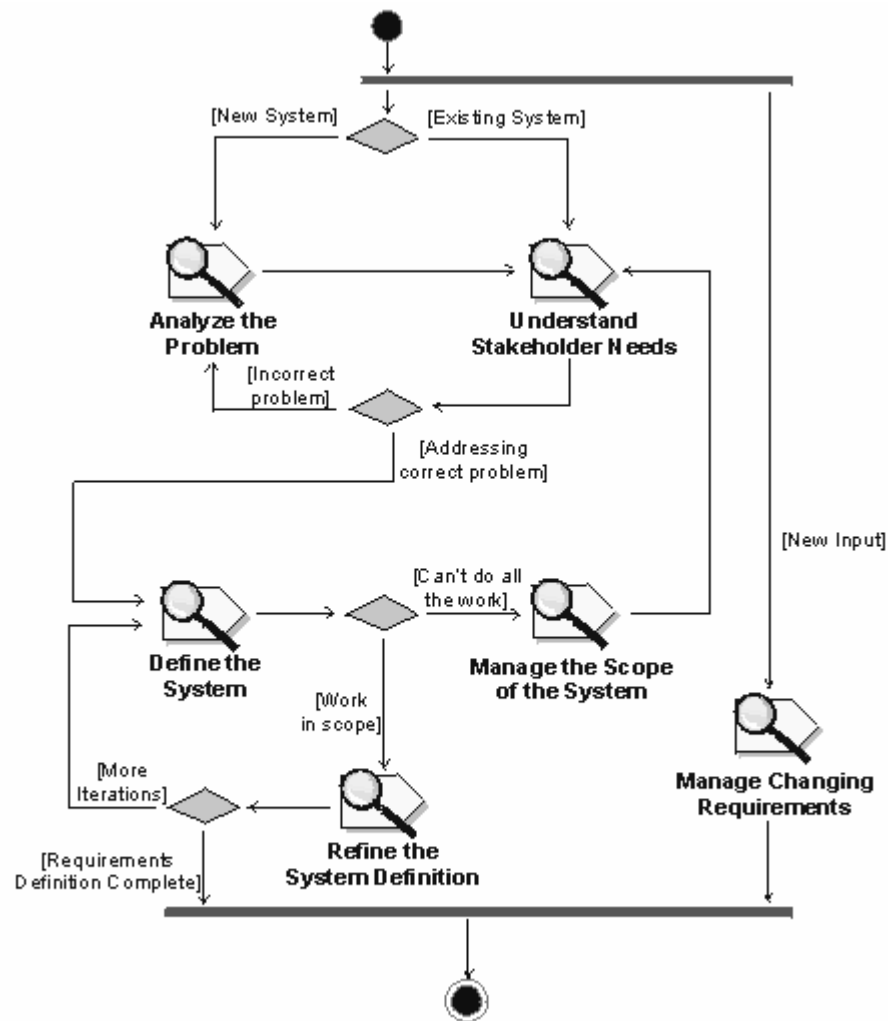 [New System]
[Existing System]
Analyze the
Problem
Understand
Stakeholder Needs
[Incorrect
problem]
[Addressing
correct problem]
[New Input]
[Can't do all
the work]
Define the
System
Manage the Scope
of the System
[Work
in scope]
Manage Changing
Requirements
[More
Iterations]
Refine the
System Definition
[Requirements
Definition Complete]